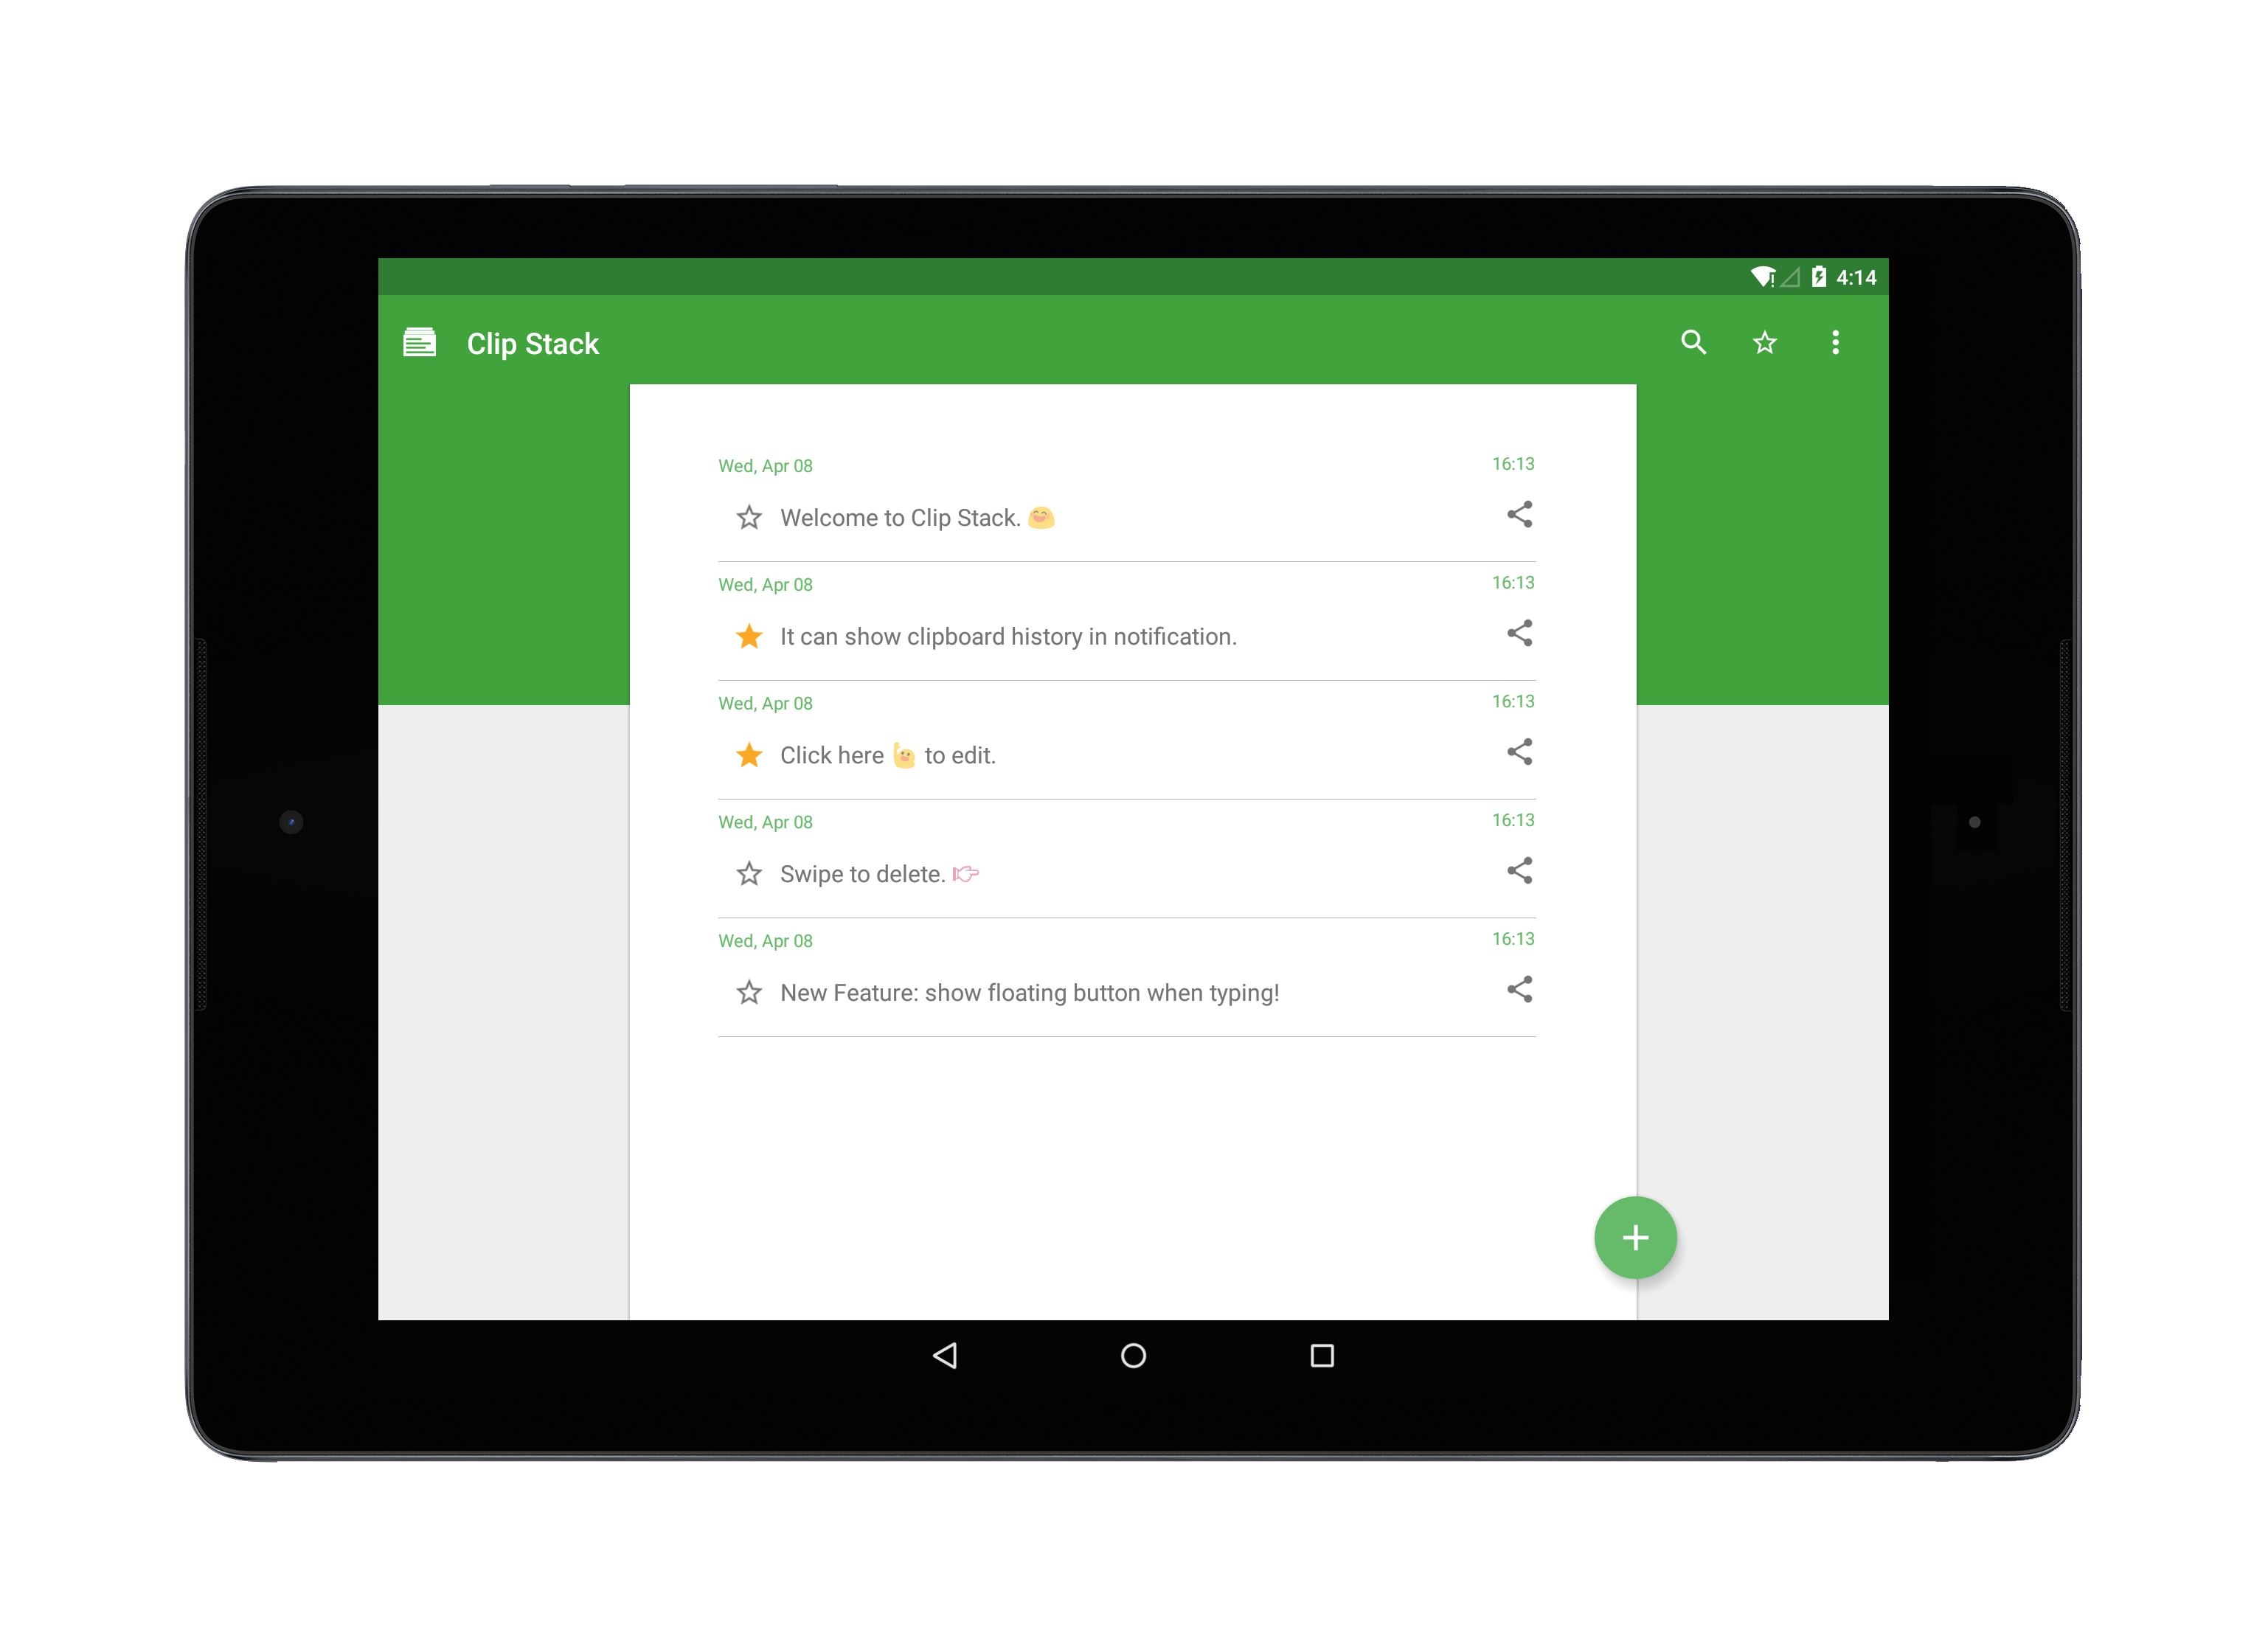 4:14
Clip Stack
Wed, Apr 08 16:13
Welcome to Clip Stack. 😄
Wed, Apr 08 16:13
It can show clipboard history in notification.
Wed, Apr 08 16:13
Click here 🙋 to edit.
Wed, Apr 08 16:13
Swipe to delete. 👉
Wed, Apr 08 16:13
New Feature: show floating button when typing!